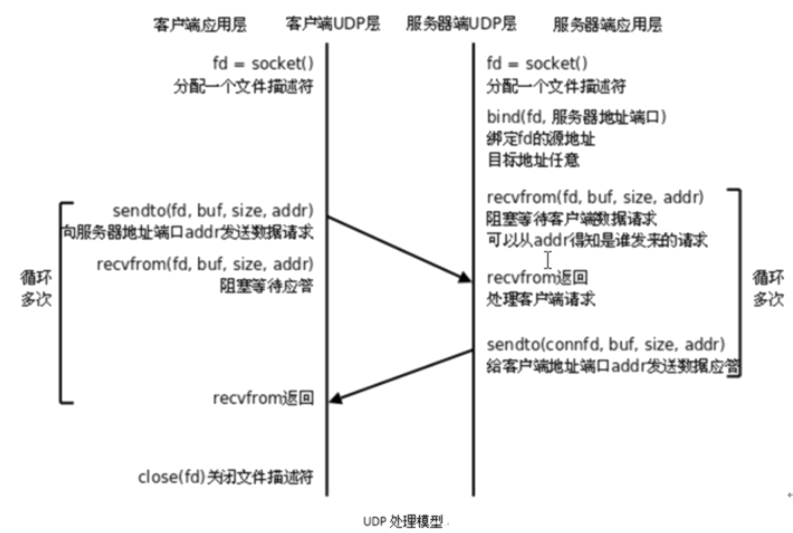 客户端应用层 客户端UDP层 服务器端UDP层 服务器端应用层
fd = socket()
分配一个文件描述符
fd = socket()
分配一个文件描述符
bind(fd, 服务器地址端口)
绑定fd的源地址
目标地址任意
循环
多次
sendto(fd, buf, size, addr)
向服务器地址端口addr发送数据请求
recvfrom(fd, buf, size, addr)
阻塞等待应答
recvfrom(fd, buf, size, addr)
阻塞等待客户端数据请求
可以从addr得知是谁发来的请求
recvfrom返回
处理客户端请求
循环
多次
sendto(connfd, buf, size, addr)
给客户端地址端口addr发送数据应答
recvfrom返回
close(fd)关闭文件描述符
UDP 处理模型